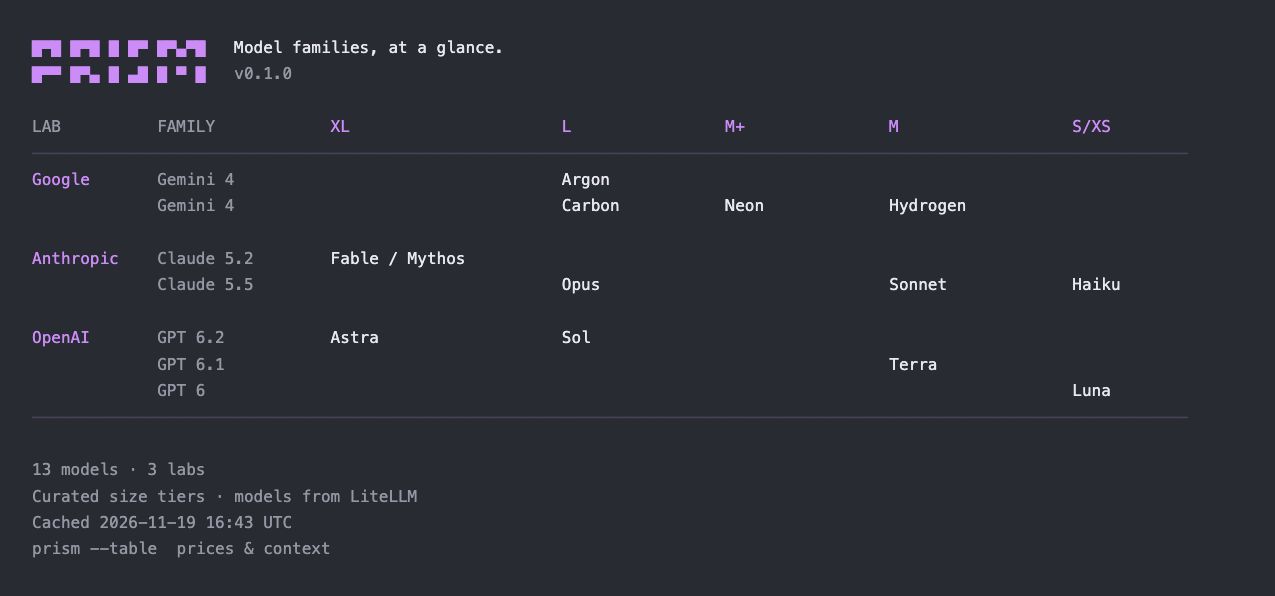 PRISM Model families, at a glance.
v0.1.0
LAB FAMILY XL L M+ M S/XS
Google Gemini 4 Argon
Gemini 4 Carbon Neon Hydrogen
Anthropic Claude 5.2 Fable / Mythos
Claude 5.5 Opus Sonnet Haiku
OpenAI GPT 6.2 Astra Sol
GPT 6.1 Terra
GPT 6 Luna
13 models · 3 labs
Curated size tiers · models from LiteLLM
Cached 2026-11-19 16:43 UTC
prism --table prices & context